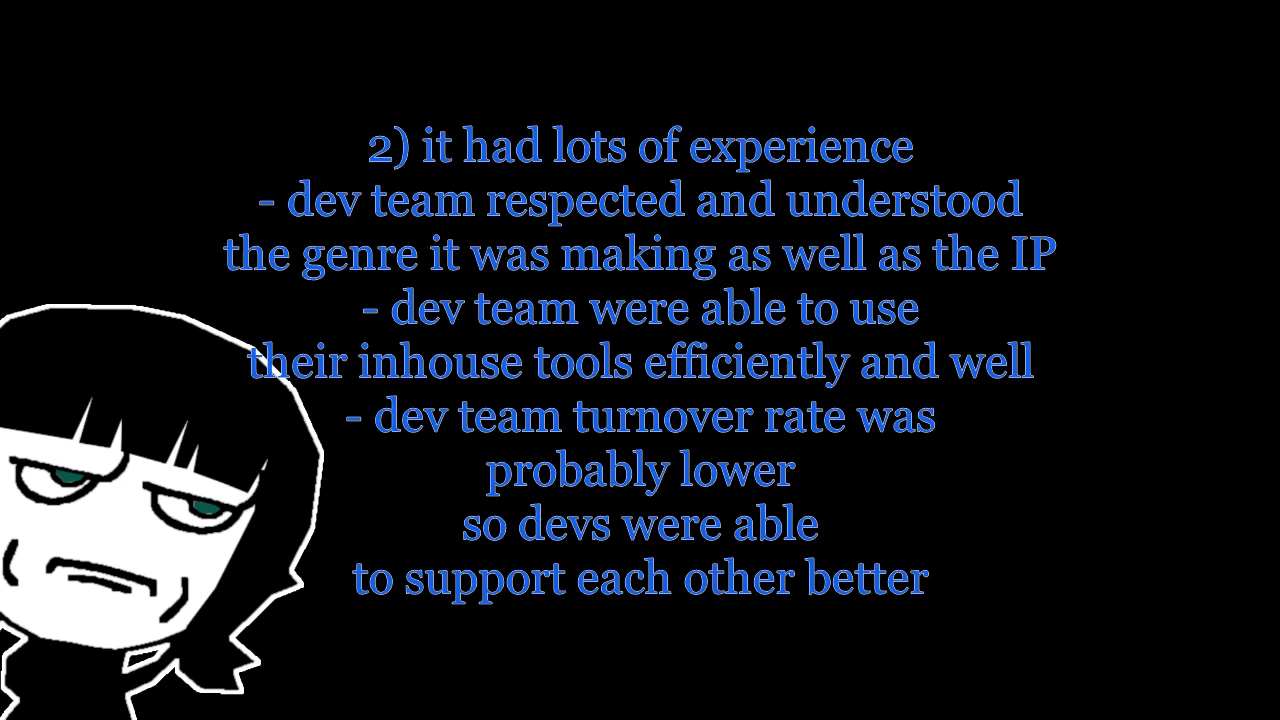 2) it had lots of experience
- dev team respected and understood
the genre it was making as well as the IP
- dev team were able to use
their inhouse tools efficiently and well
- dev team turnover rate was
probably lower
so devs were able
to support each other better